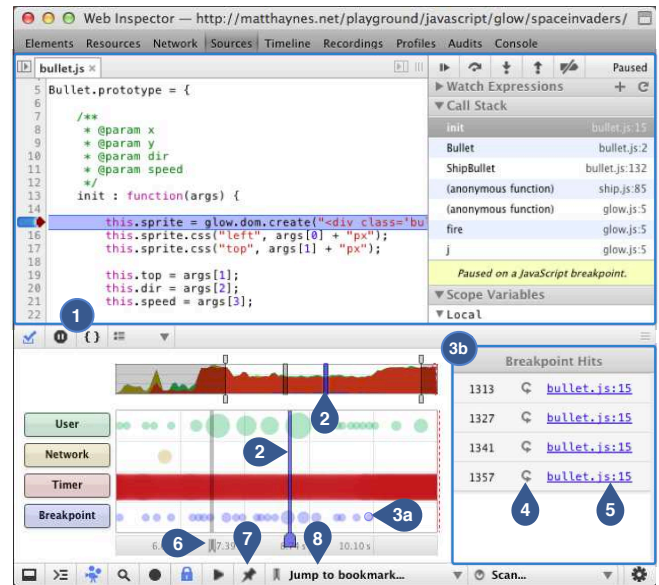 Web Inspector — http://matthaynes.net/playground/javascript/glow/spaceinvaders/
Elements Resources Network Sources Timeline Recordings Profiles Audits Console
bullet.js × Paused
5 Bullet.prototype = {
6
7 /**
8 * @param x
9 * @param y
10 * @param dir
11 * @param speed
12 */
13 init : function(args) {
14
this.sprite = glow.dom.create("<div class='bu
16 this.sprite.css("left", args[0] + "px");
17 this.sprite.css("top", args[1] + "px");
18
19 this.top = args[1];
20 this.dir = args[2];
21 this.speed = args[3];
22
Watch Expressions + C
Call Stack
init bullet.js:15
Bullet bullet.js:2
ShipBullet bullet.js:132
(anonymous function) ship.js:85
(anonymous function) glow.js:5
fire glow.js:5
j glow.js:5
Paused on a JavaScript breakpoint.
Scope Variables
Local
1
{ }
3b
Breakpoint Hits
1313 bullet.js:15
1327 bullet.js:15
1341 bullet.js:15
1357 bullet.js:15
4 5
2
User
2
Network
Timer
Breakpoint
3a
6 7.39 10.10 s
7 8
Jump to bookmark... Scan...